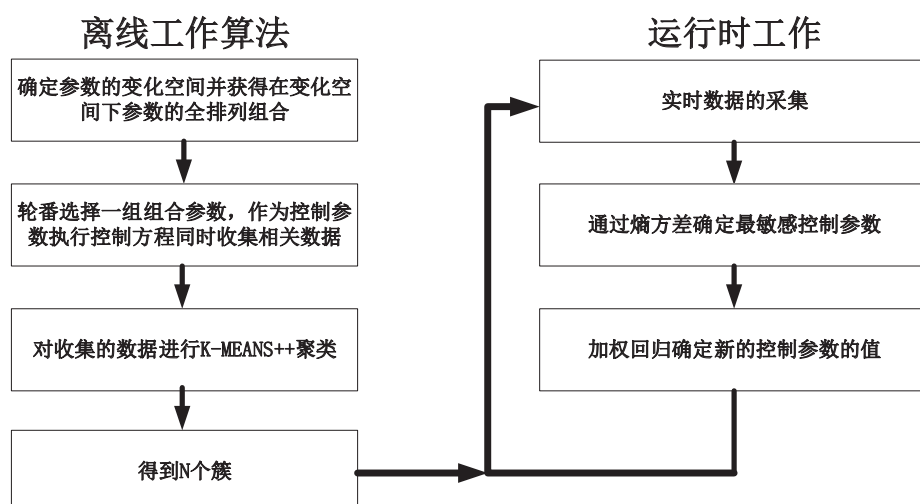 离线工作算法
确定参数的变化空间并获得在变化空
间下参数的全排列组合
轮番选择一组组合参数，作为控制参
数执行控制方程同时收集相关数据
对收集的数据进行K-MEANS++聚类
得到N个簇
运行时工作
实时数据的采集
通过熵方差确定最敏感控制参数
加权回归确定新的控制参数的值